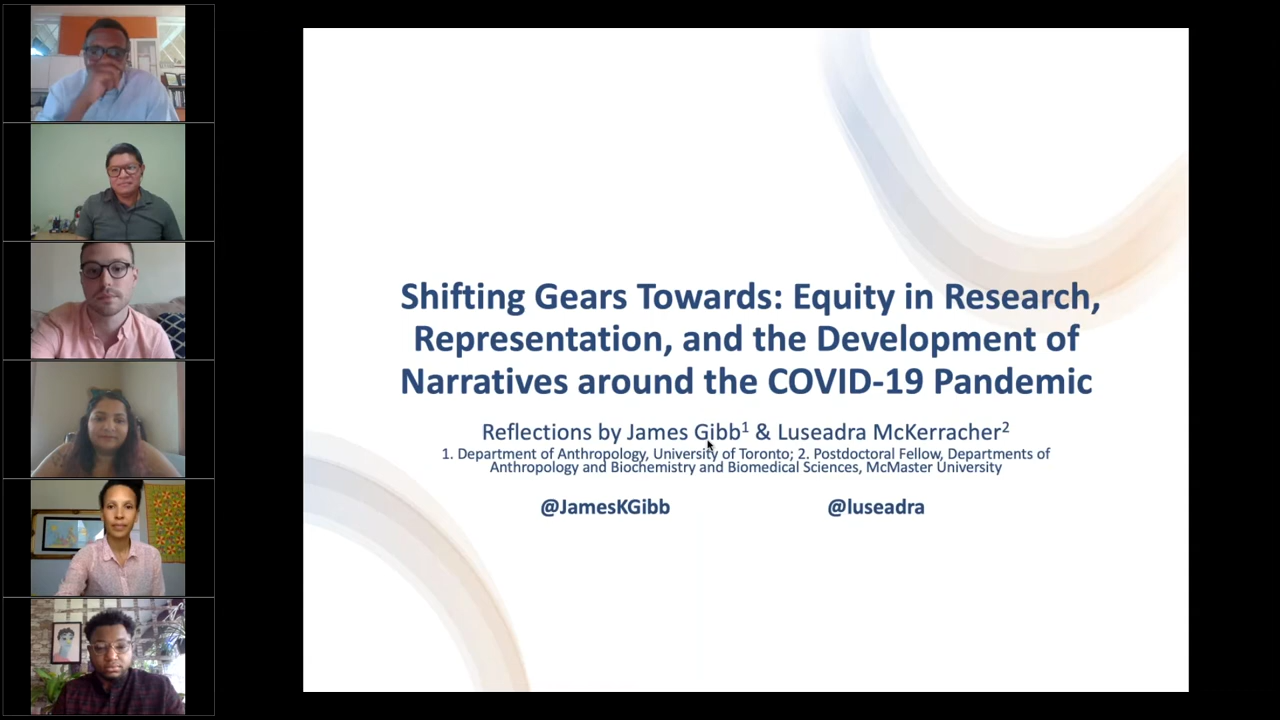 Shifting Gears Towards: Equity in Research,
Representation, and the Development of
Narratives around the COVID-19 Pandemic
Reflections by James Gibb¹ & Luseadra McKerracher²
1. Department of Anthropology, University of Toronto; 2. Postdoctoral Fellow, Departments of
Anthropology and Biochemistry and Biomedical Sciences, McMaster University
@JamesKGibb
@luseadra